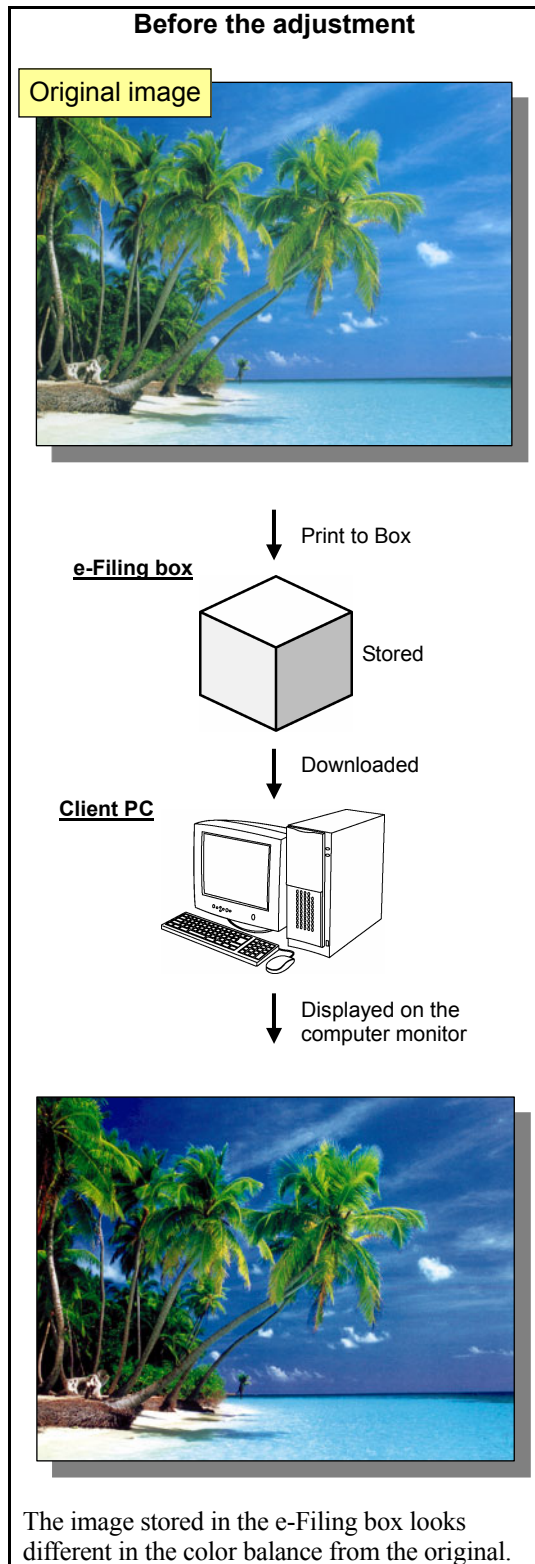 Before the adjustment
Original image
Print to Box
e-Filing box
Stored
Downloaded
Client PC
Displayed on the
computer monitor
The image stored in the e-Filing box looks
different in the color balance from the original.